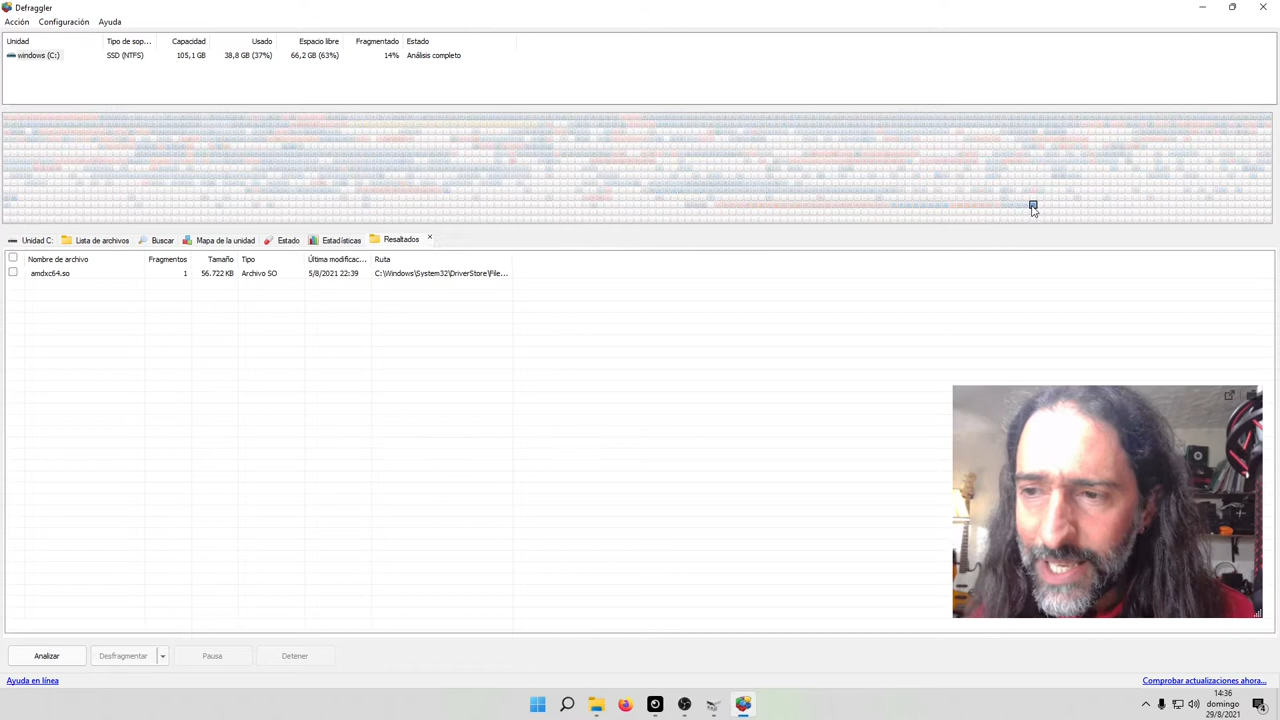 Defraggler
Acción Configuración Ayuda
Unidad Tipo de sop... Capacidad Usado Espacio libre Fragmentado Estado
windows (C:) SSD (NTFS) 105,1 GB 38,8 GB (37%) 66,2 GB (63%) 14% Análisis completo
Unidad C: Lista de archivos Buscar Mapa de la unidad Estado Estadísticas Resaltados
Nombre de archivo Fragmentos Tamaño Tipo Última modificac... Ruta
amdxc64.so 1 56.722 KB Archivo SO 5/8/2021 22:39 C:\Windows\System32\DriverStore\File...
Analizar Desfragmentar Pausa Detener
Ayuda en línea Comprobar actualizaciones ahora...
14:36
domingo
29/8/2021
4